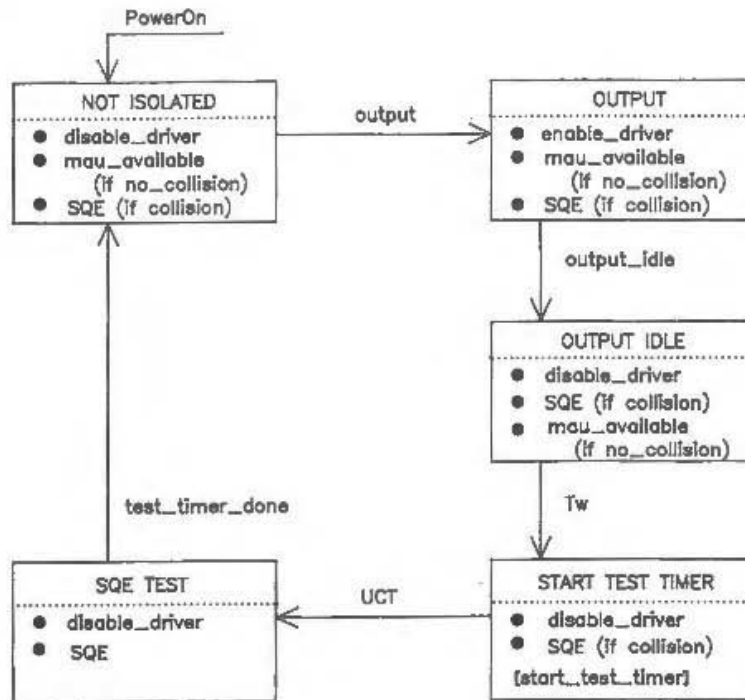 PowerOn
NOT ISOLATED
● disable_driver
● mau_available
(if no_collision)
● SQE (if collision)
output
OUTPUT
● enable_driver
● mau_available
(if no_collision)
● SQE (if collision)
output_idle
OUTPUT IDLE
● disable_driver
● SQE (if collision)
● mau_available
(if no_collision)
Tw
START TEST TIMER
● disable_driver
● SQE (if collision)
[start_test_timer]
UCT
SQE TEST
● disable_driver
● SQE
test_timer_done